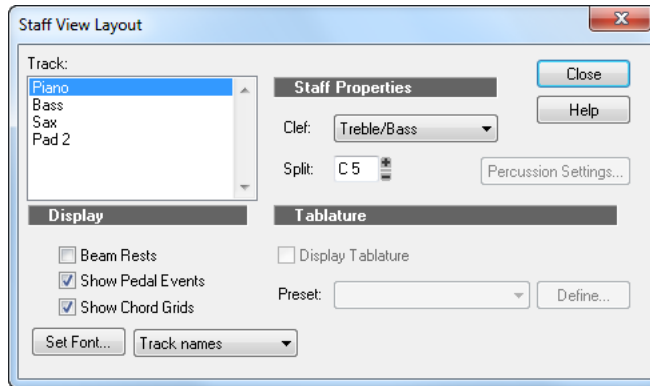 Staff View Layout
Track:
Piano
Bass
Sax
Pad 2
Staff Properties
Clef: Treble/Bass
Split: C 5
Close
Help
Percussion Settings...
Display
Beam Rests
Show Pedal Events
Show Chord Grids
Set Font... Track names
Tablature
Display Tablature
Preset: Define...